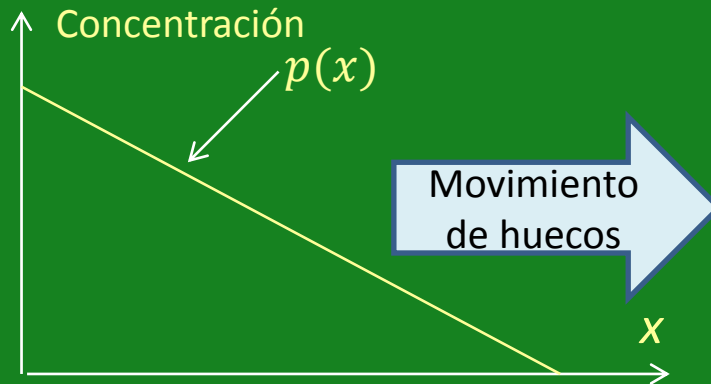 Concentración
p(x)
Movimiento
de huecos
x